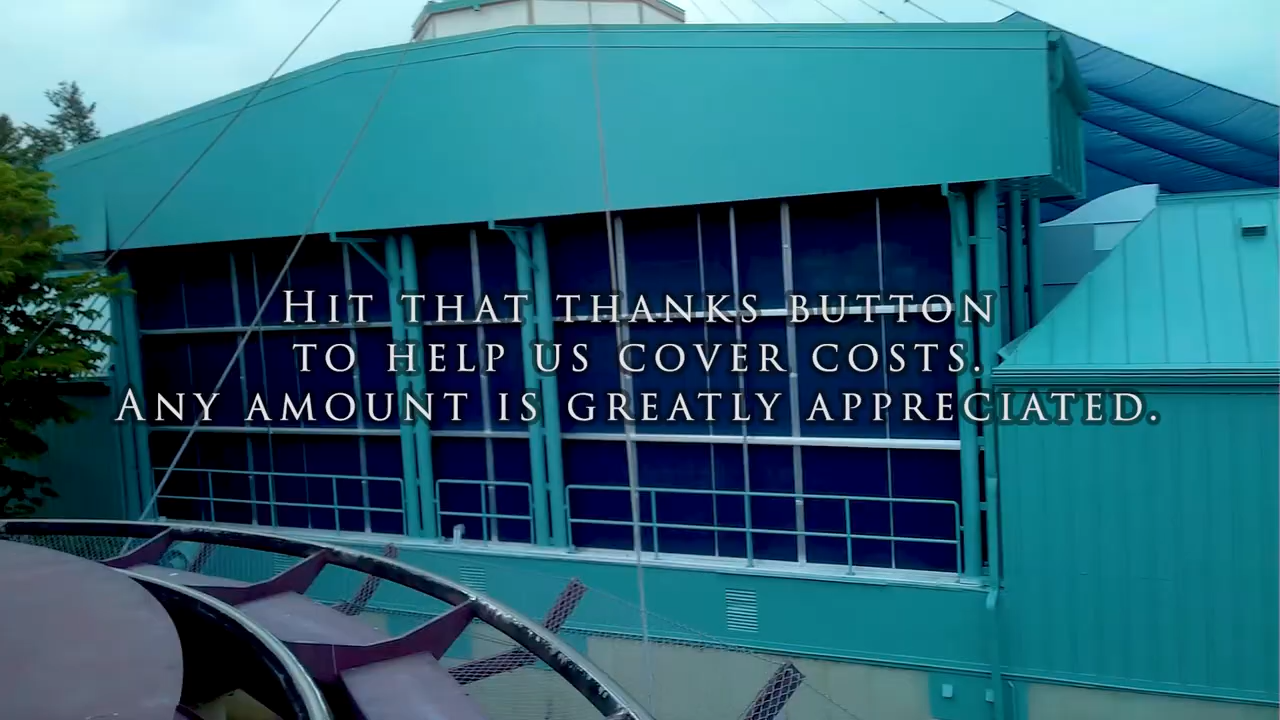 Hit that thanks button
to help us cover costs.
Any amount is greatly appreciated.